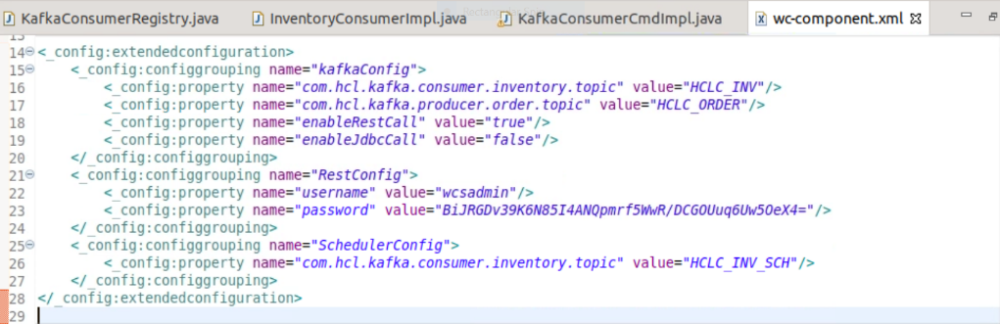 KafkaConsumerRegistry.java InventoryConsumerImpl.java KafkaConsumerCmdImpl.java wc-component.xml
14 <_config:extendedconfiguration>
15 <_config:configgrouping name="kafkaConfig">
16 <_config:property name="com.hcl.kafka.consumer.inventory.topic" value="HCLC_INV"/>
17 <_config:property name="com.hcl.kafka.producer.order.topic" value="HCLC_ORDER"/>
18 <_config:property name="enableRestCall" value="true"/>
19 <_config:property name="enableJdbcCall" value="false"/>
20 </_config:configgrouping>
21 <_config:configgrouping name="RestConfig">
22 <_config:property name="username" value="wcsadmin"/>
23 <_config:property name="password" value="BiJRGDv39K6N85I4ANQpmrf5WwR/DCGOUuq6Uw5OeX4="/>
24 </_config:configgrouping>
25 <_config:configgrouping name="SchedulerConfig">
26 <_config:property name="com.hcl.kafka.consumer.inventory.topic" value="HCLC_INV_SCH"/>
27 </_config:configgrouping>
28 </_config:extendedconfiguration>
29